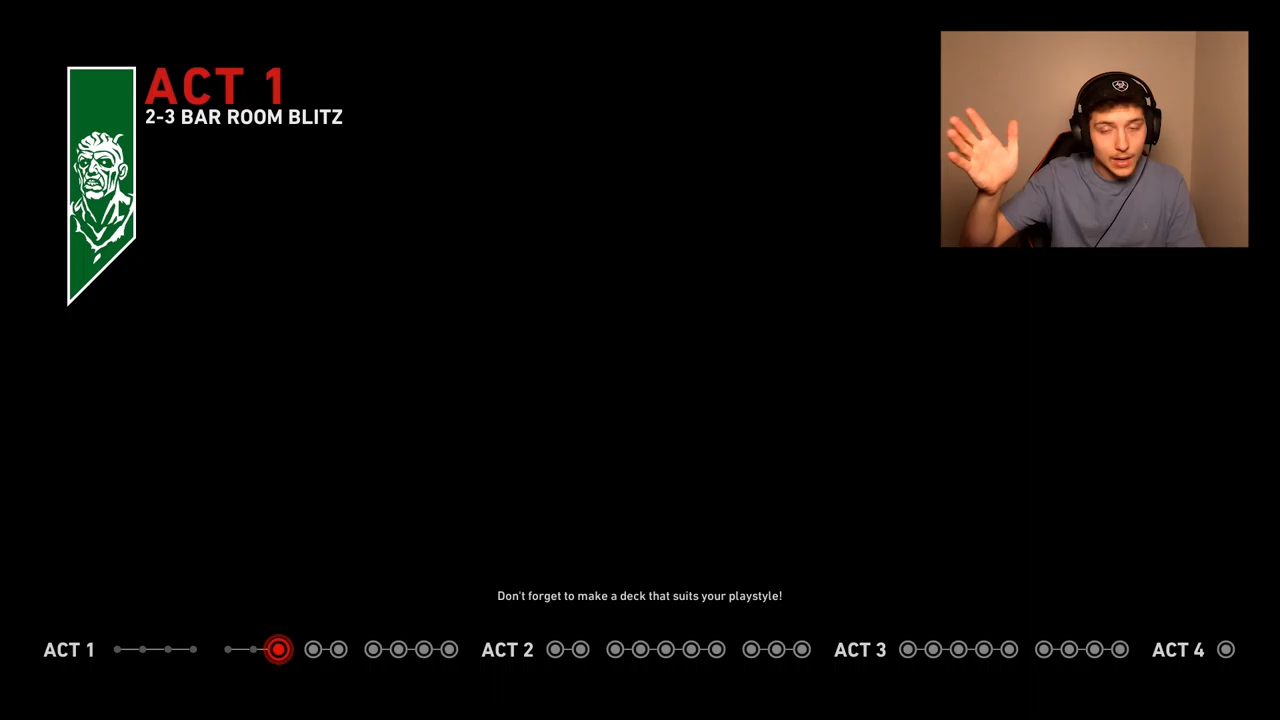 ACT 1
2-3 BAR ROOM BLITZ
Don't forget to make a deck that suits your playstyle!
ACT 1 ACT 2 ACT 3 ACT 4